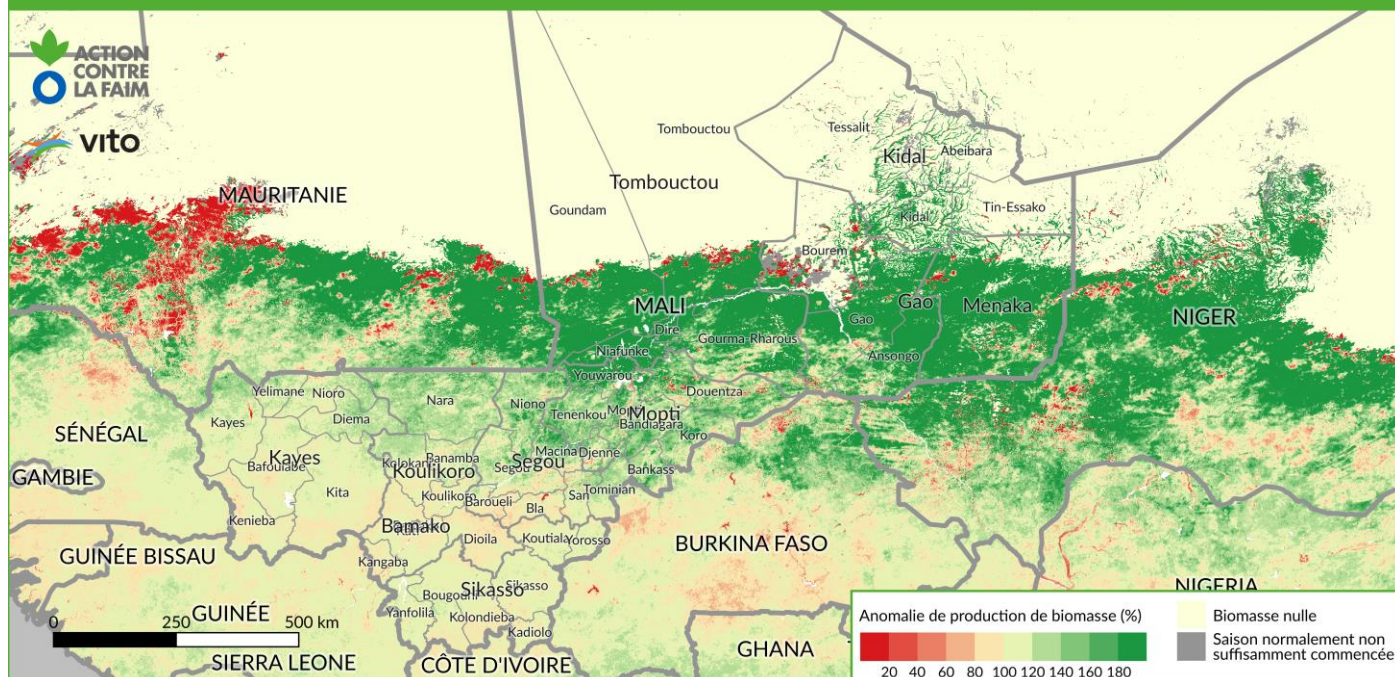 ACTION
CONTRE
LA FAIM
vito
Tombouctou
Tessalit
Kidal
Abeibara
MAURITANIE
Tombouctou
Goundam
Kidal
Tin-Essako
Bourem
MALI
Gao
Menaka
NIGER
Dire
Gao
Gourma-Rharous
Niafunke
Ansongo
Youwarou
Yelimane
Nioro
Nara
Niono
Douentza
Kayes
Diema
Tenenkou
Mopti
Bandiagara
Koro
SÉNÉGAL
Kayes
Bafoulabe
Banamba
Koulikoro
Macina
Djenne
Segou
Segou
Bankass
GAMBIE
Kita
Koulikoro
Baroueli
San
Tominian
Bla
Kenieba
Bamako
Dioila
Koutiala
Yorosso
BURKINA FASO
GUINÉE BISSAU
Kangaba
Sikasso
Sikasso
NIGERIA
GUINÉE
Yanfolila
Bougouni
Kolondieba
Kadiolo
0 250 500 km
SIERRA LEONE
CÔTE D'IVOIRE
GHANA
Anomalie de production de biomasse (%)
20 40 60 80 100 120 140 160 180
Biomasse nulle
Saison normalement non
suffisamment commencée